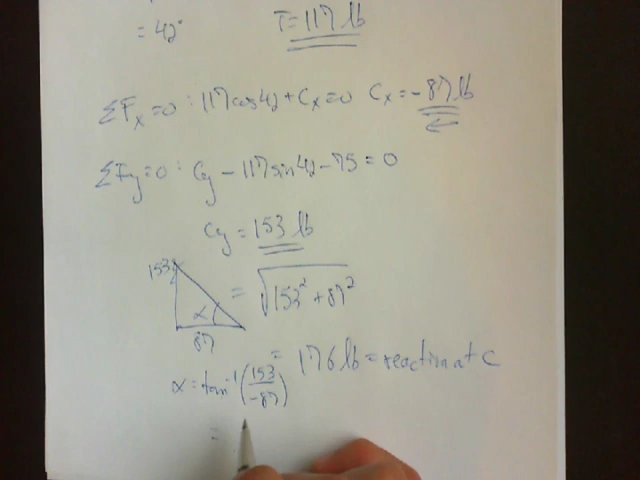 = 42° T = 117 lb
ΣFx = 0 : 117cos42 + Cx = 0 Cx = -87 lb
←
ΣFy = 0 : Cy - 117sin42 - 75 = 0
Cy = 153 lb
153 α 87 = √153² + 87²
= 176 lb = reaction at C
α = tan⁻¹(153/-87)
=